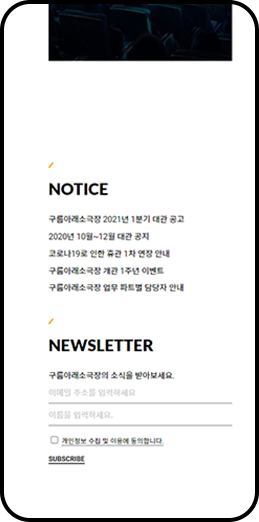 NOTICE
구름아래소극장 2021년 1분기 대관 공고
2020년 10월~12월 대관 공지
코로나19로 인한 휴관 1차 연장 안내
구름아래소극장 개관 1주년 이벤트
구름아래소극장 업무 파트별 담당자 안내
NEWSLETTER
구름아래소극장의 소식을 받아보세요.
이메일 주소를 입력하세요
이름을 입력하세요.
개인정보 수집 및 이용에 동의합니다.
SUBSCRIBE